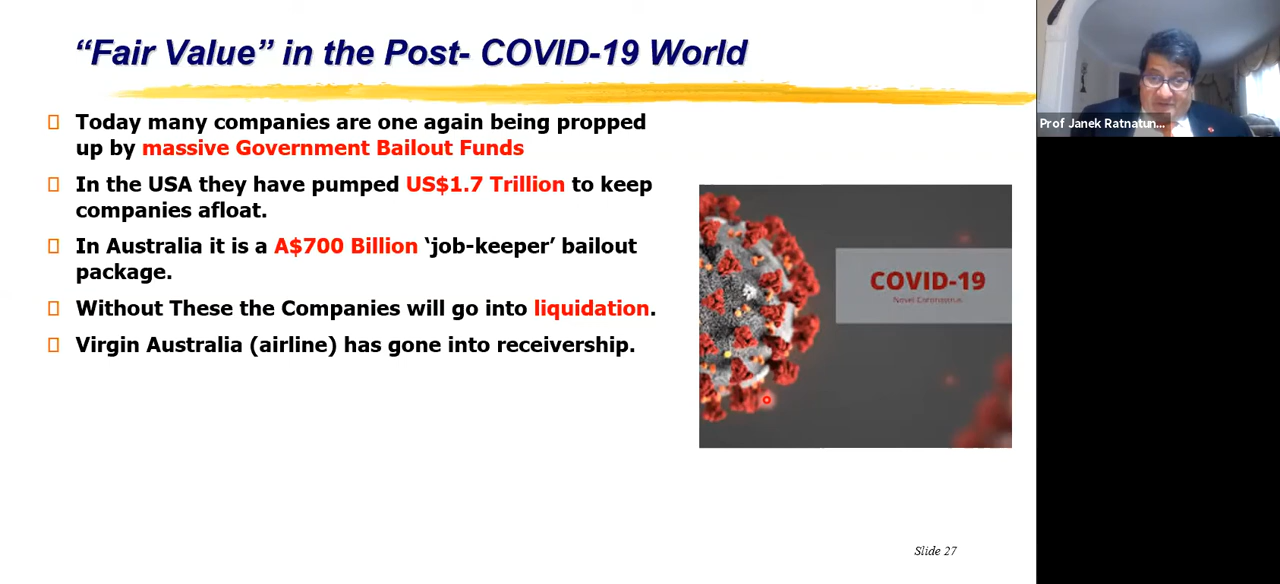 “Fair Value” in the Post- COVID-19 World
Today many companies are one again being propped
up by massive Government Bailout Funds
In the USA they have pumped US$1.7 Trillion to keep
companies afloat.
In Australia it is a A$700 Billion ‘job-keeper’ bailout
package.
Without These the Companies will go into liquidation.
Virgin Australia (airline) has gone into receivership.
COVID-19
Novel Coronavirus
Slide 27
Prof Janek Ratnatun...